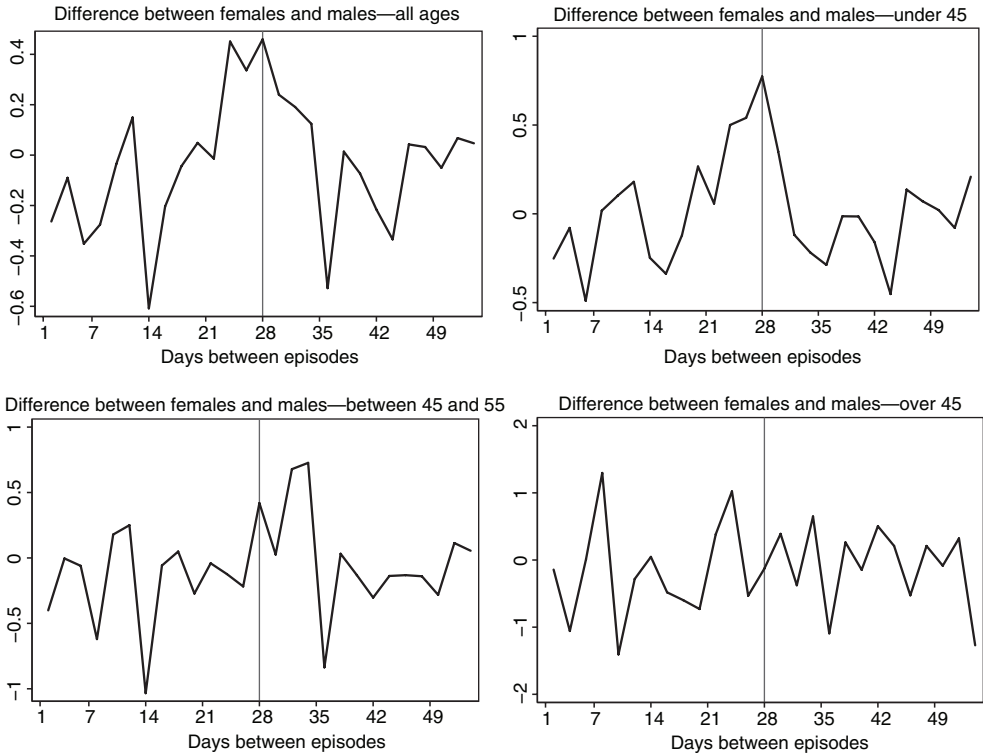 Difference between females and males—all ages
0.4
0.2
0
−0.2
−0.4
−0.6
1 7 14 21 28 35 42 49
Days between episodes
Difference between females and males—under 45
1
0.5
0
−0.5
1 7 14 21 28 35 42 49
Days between episodes
Difference between females and males—between 45 and 55
1
0.5
0
−0.5
−1
1 7 14 21 28 35 42 49
Days between episodes
Difference between females and males—over 45
2
1
0
−1
−2
1 7 14 21 28 35 42 49
Days between episodes